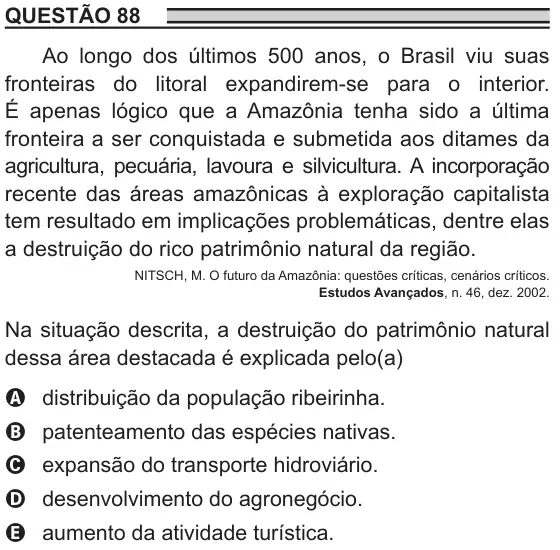 QUESTÃO 88
Ao longo dos últimos 500 anos, o Brasil viu suas
fronteiras do litoral expandirem-se para o interior.
É apenas lógico que a Amazônia tenha sido a última
fronteira a ser conquistada e submetida aos ditames da
agricultura, pecuária, lavoura e silvicultura. A incorporação
recente das áreas amazônicas à exploração capitalista
tem resultado em implicações problemáticas, dentre elas
a destruição do rico patrimônio natural da região.
NITSCH, M. O futuro da Amazônia: questões críticas, cenários críticos.
Estudos Avançados, n. 46, dez. 2002.
Na situação descrita, a destruição do patrimônio natural
dessa área destacada é explicada pelo(a)
A distribuição da população ribeirinha.
B patenteamento das espécies nativas.
C expansão do transporte hidroviário.
D desenvolvimento do agronegócio.
E aumento da atividade turística.